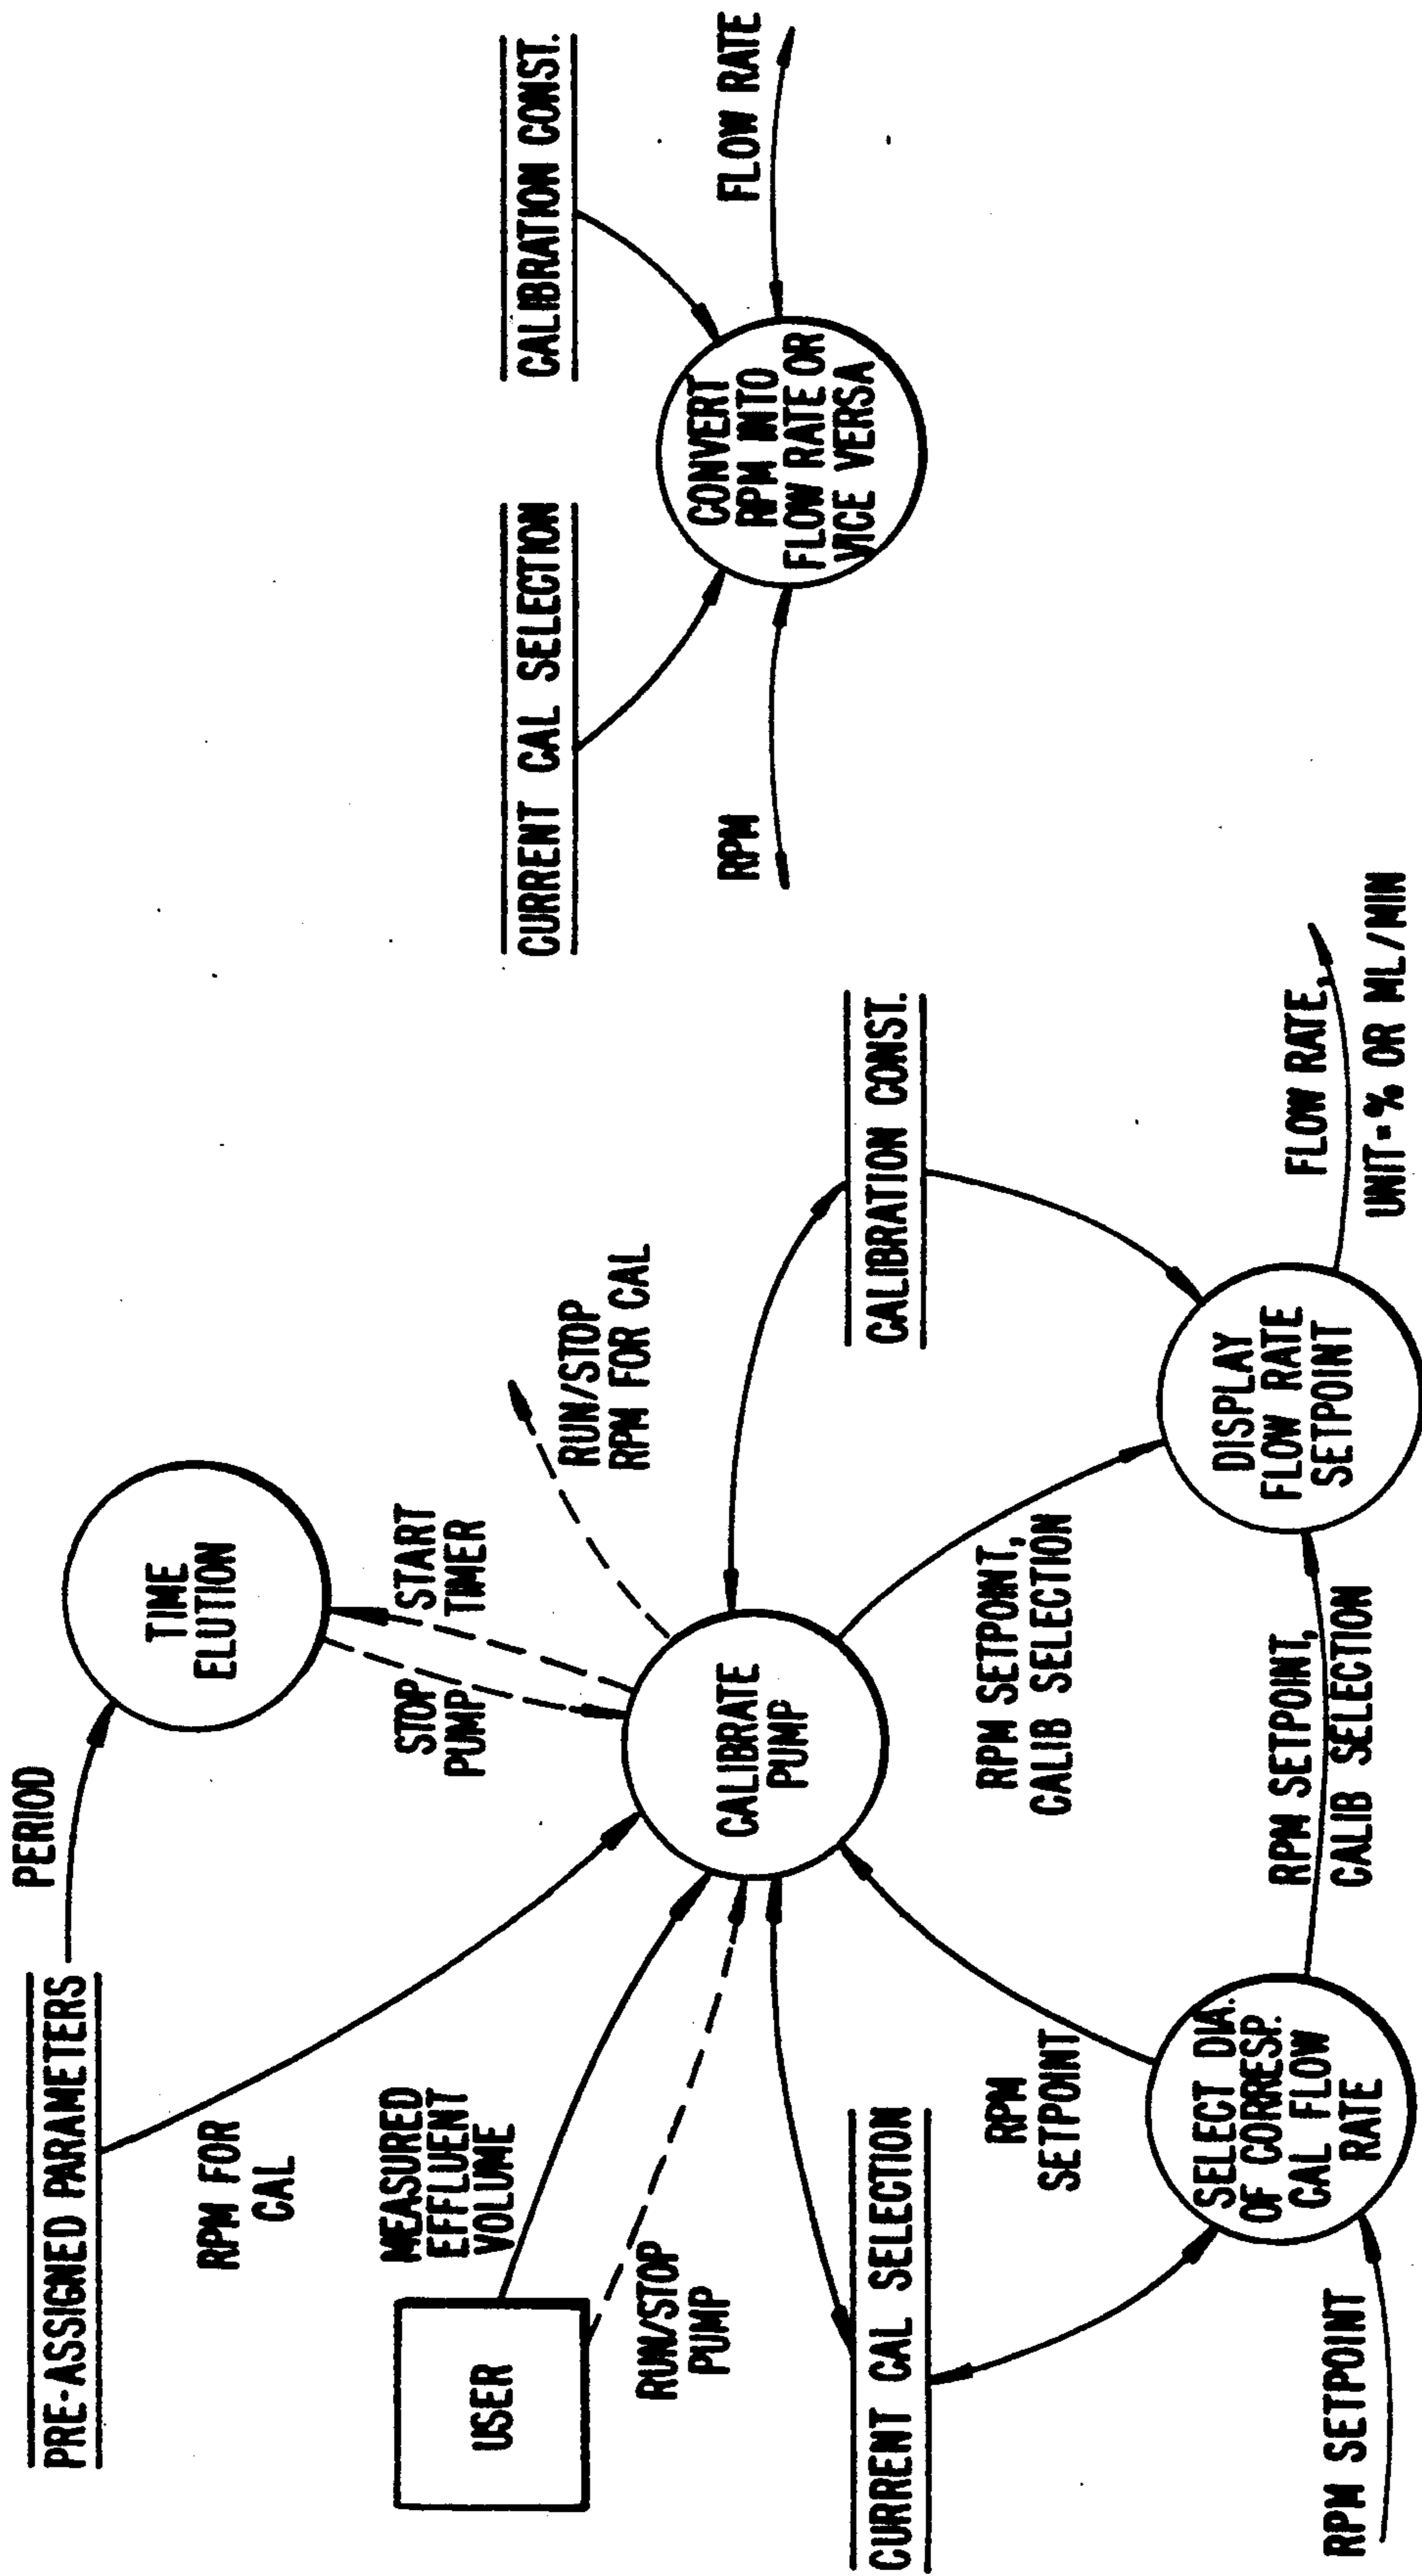 PRE-ASSIGNED PARAMETERS
PERIOD
TIME
ELUTION
RPM FOR
CAL
STOP
PUMP
START
TIMER
MEASURED
EFFLUENT
VOLUME
USER
RUN/STOP
PUMP
RUN/STOP
RPM FOR CAL
CALIBRATE
PUMP
CURRENT CAL SELECTION
CALIBRATION CONST.
RPM
SETPOINT
RPM SETPOINT,
CALIB SELECTION
SELECT DIA.
OF CORRESP.
CAL FLOW
RATE
DISPLAY
FLOW RATE
SETPOINT
RPM SETPOINT
RPM SETPOINT,
CALIB SELECTION
FLOW RATE,
UNIT=% OR ML/MIN
CURRENT CAL SELECTION
CALIBRATION CONST.
CONVERT
RPM INTO
FLOW RATE OR
VICE VERSA
RPM
FLOW RATE